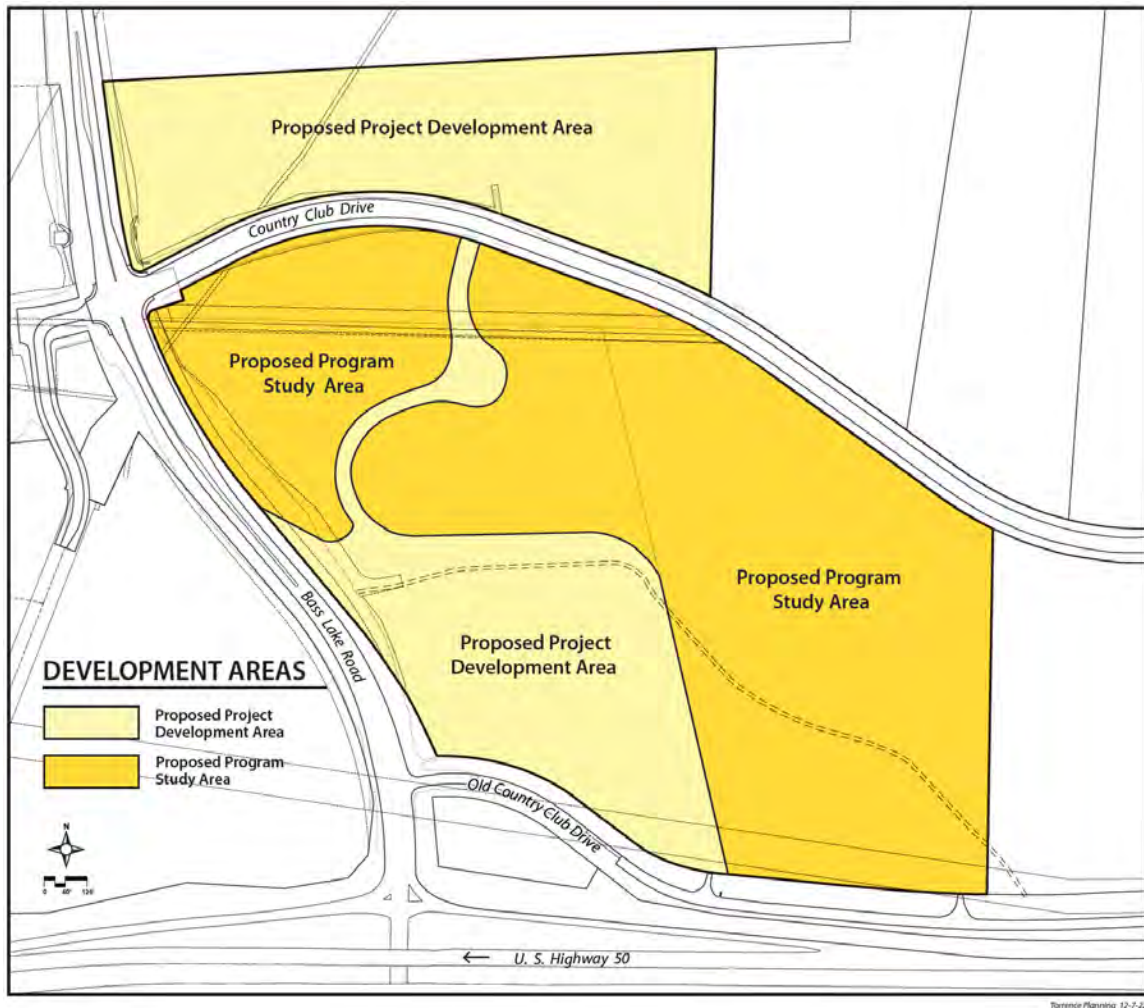 Proposed Project Development Area
Country Club Drive
Proposed Program
Study Area
Proposed Program
Study Area
Bass Lake Road
Proposed Project
Development Area
DEVELOPMENT AREAS
Proposed Project
Development Area
Proposed Program
Study Area
Old Country Club Drive
N
0
U. S. Highway 50